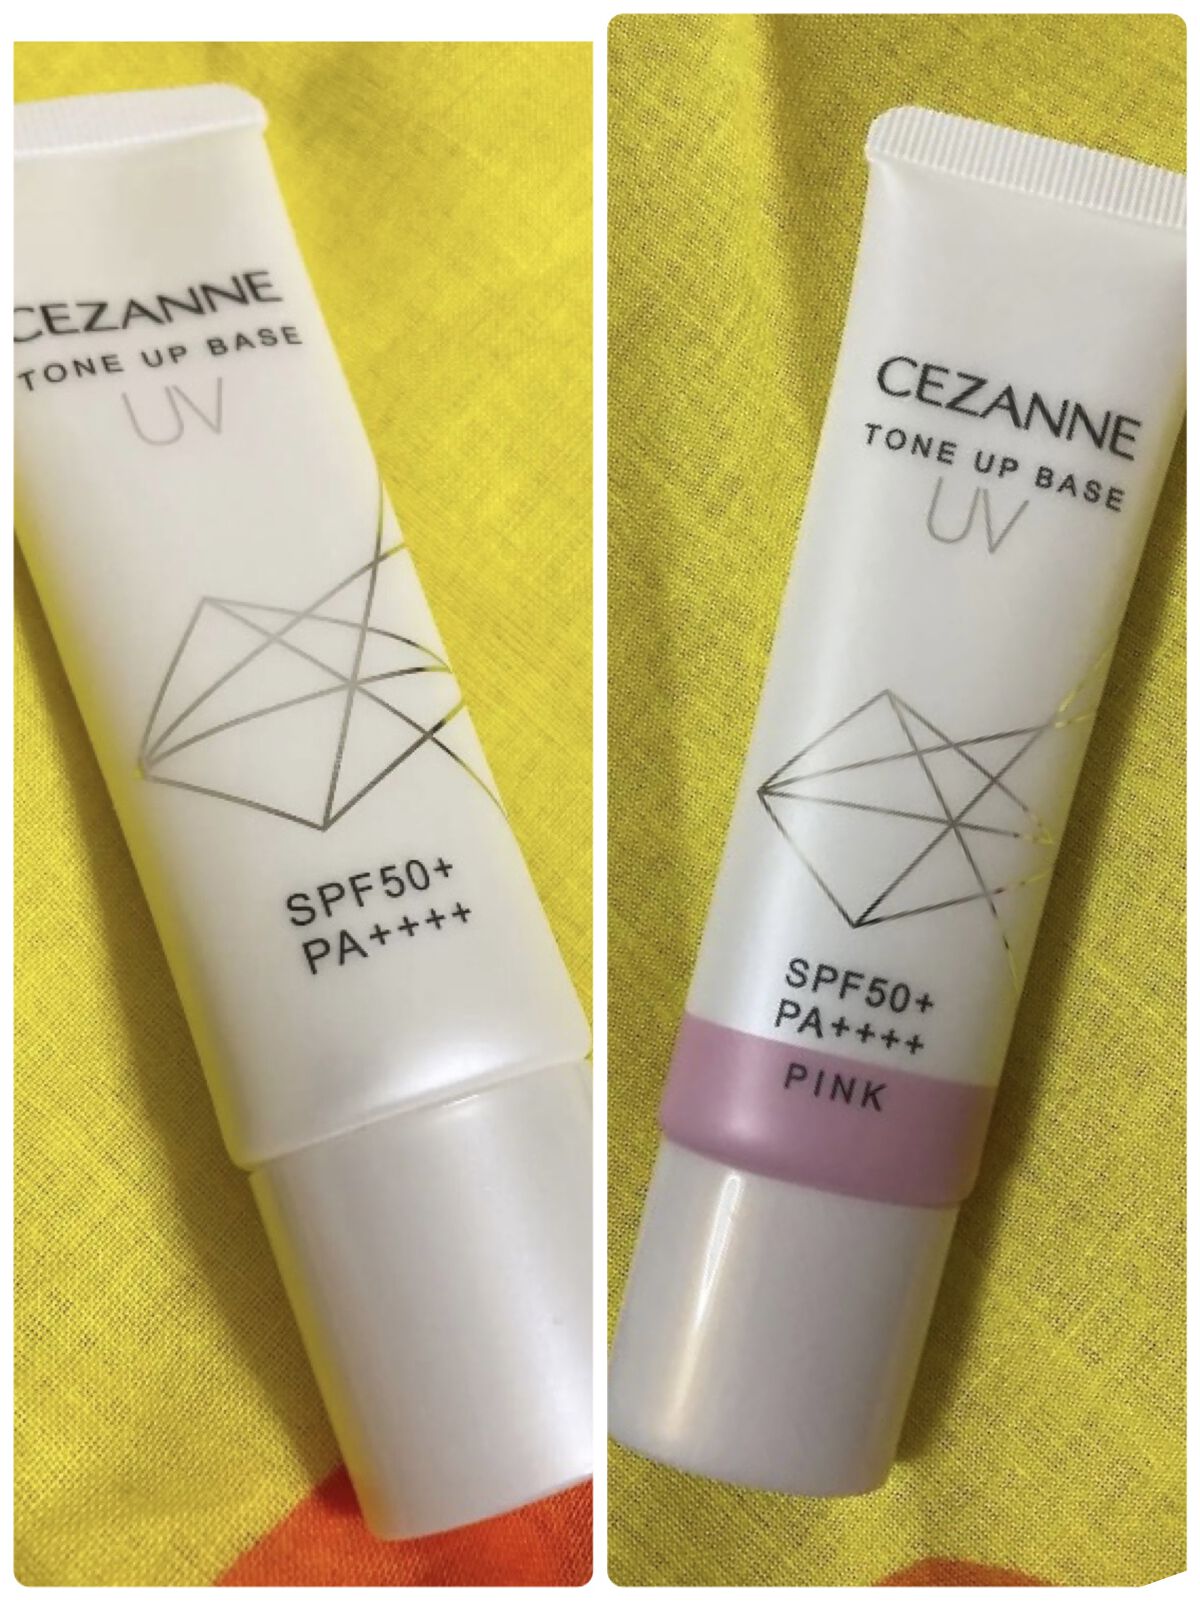 CEZANNE
TONE UP BASE
UV
SPF50+
PA++++
CEZANNE
TONE UP BASE
UV
SPF50+
PA++++
PINK